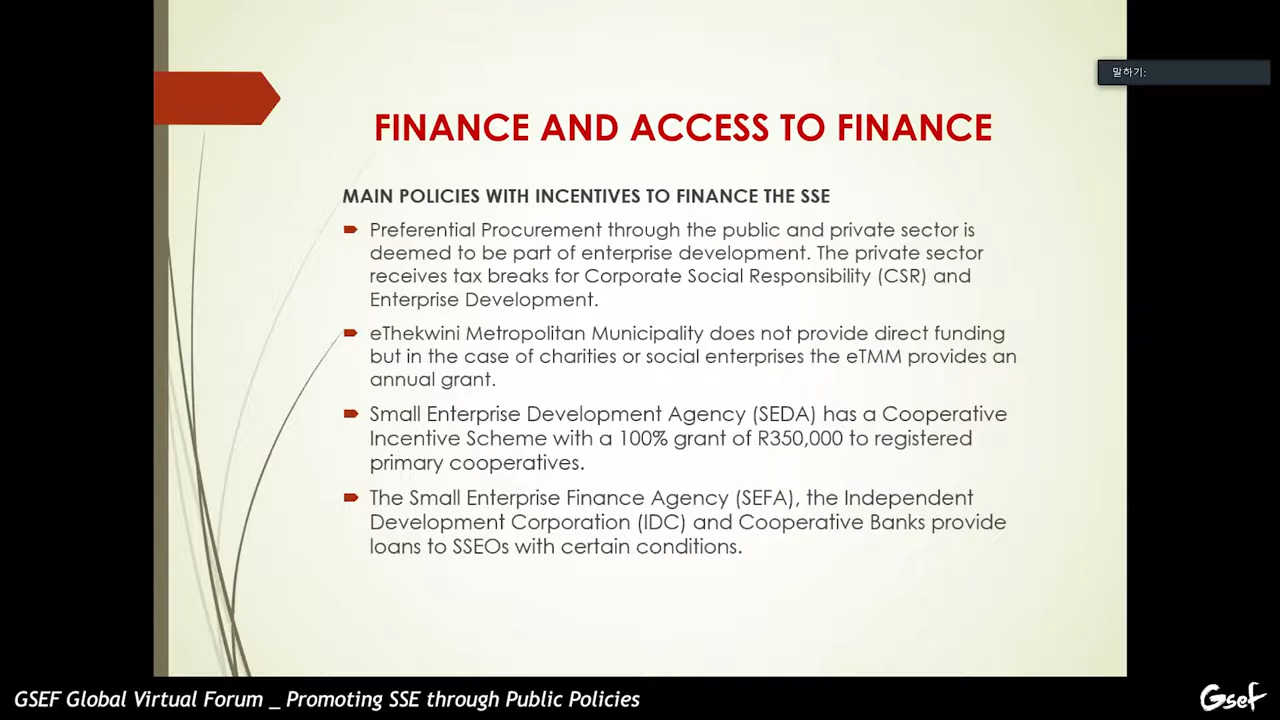 말하기:
FINANCE AND ACCESS TO FINANCE
MAIN POLICIES WITH INCENTIVES TO FINANCE THE SSE
Preferential Procurement through the public and private sector is
deemed to be part of enterprise development. The private sector
receives tax breaks for Corporate Social Responsibility (CSR) and
Enterprise Development.
eThekwini Metropolitan Municipality does not provide direct funding
but in the case of charities or social enterprises the eTMM provides an
annual grant.
Small Enterprise Development Agency (SEDA) has a Cooperative
Incentive Scheme with a 100% grant of R350,000 to registered
primary cooperatives.
The Small Enterprise Finance Agency (SEFA), the Independent
Development Corporation (IDC) and Cooperative Banks provide
loans to SSEOs with certain conditions.
GSEF Global Virtual Forum _ Promoting SSE through Public Policies
Gsef